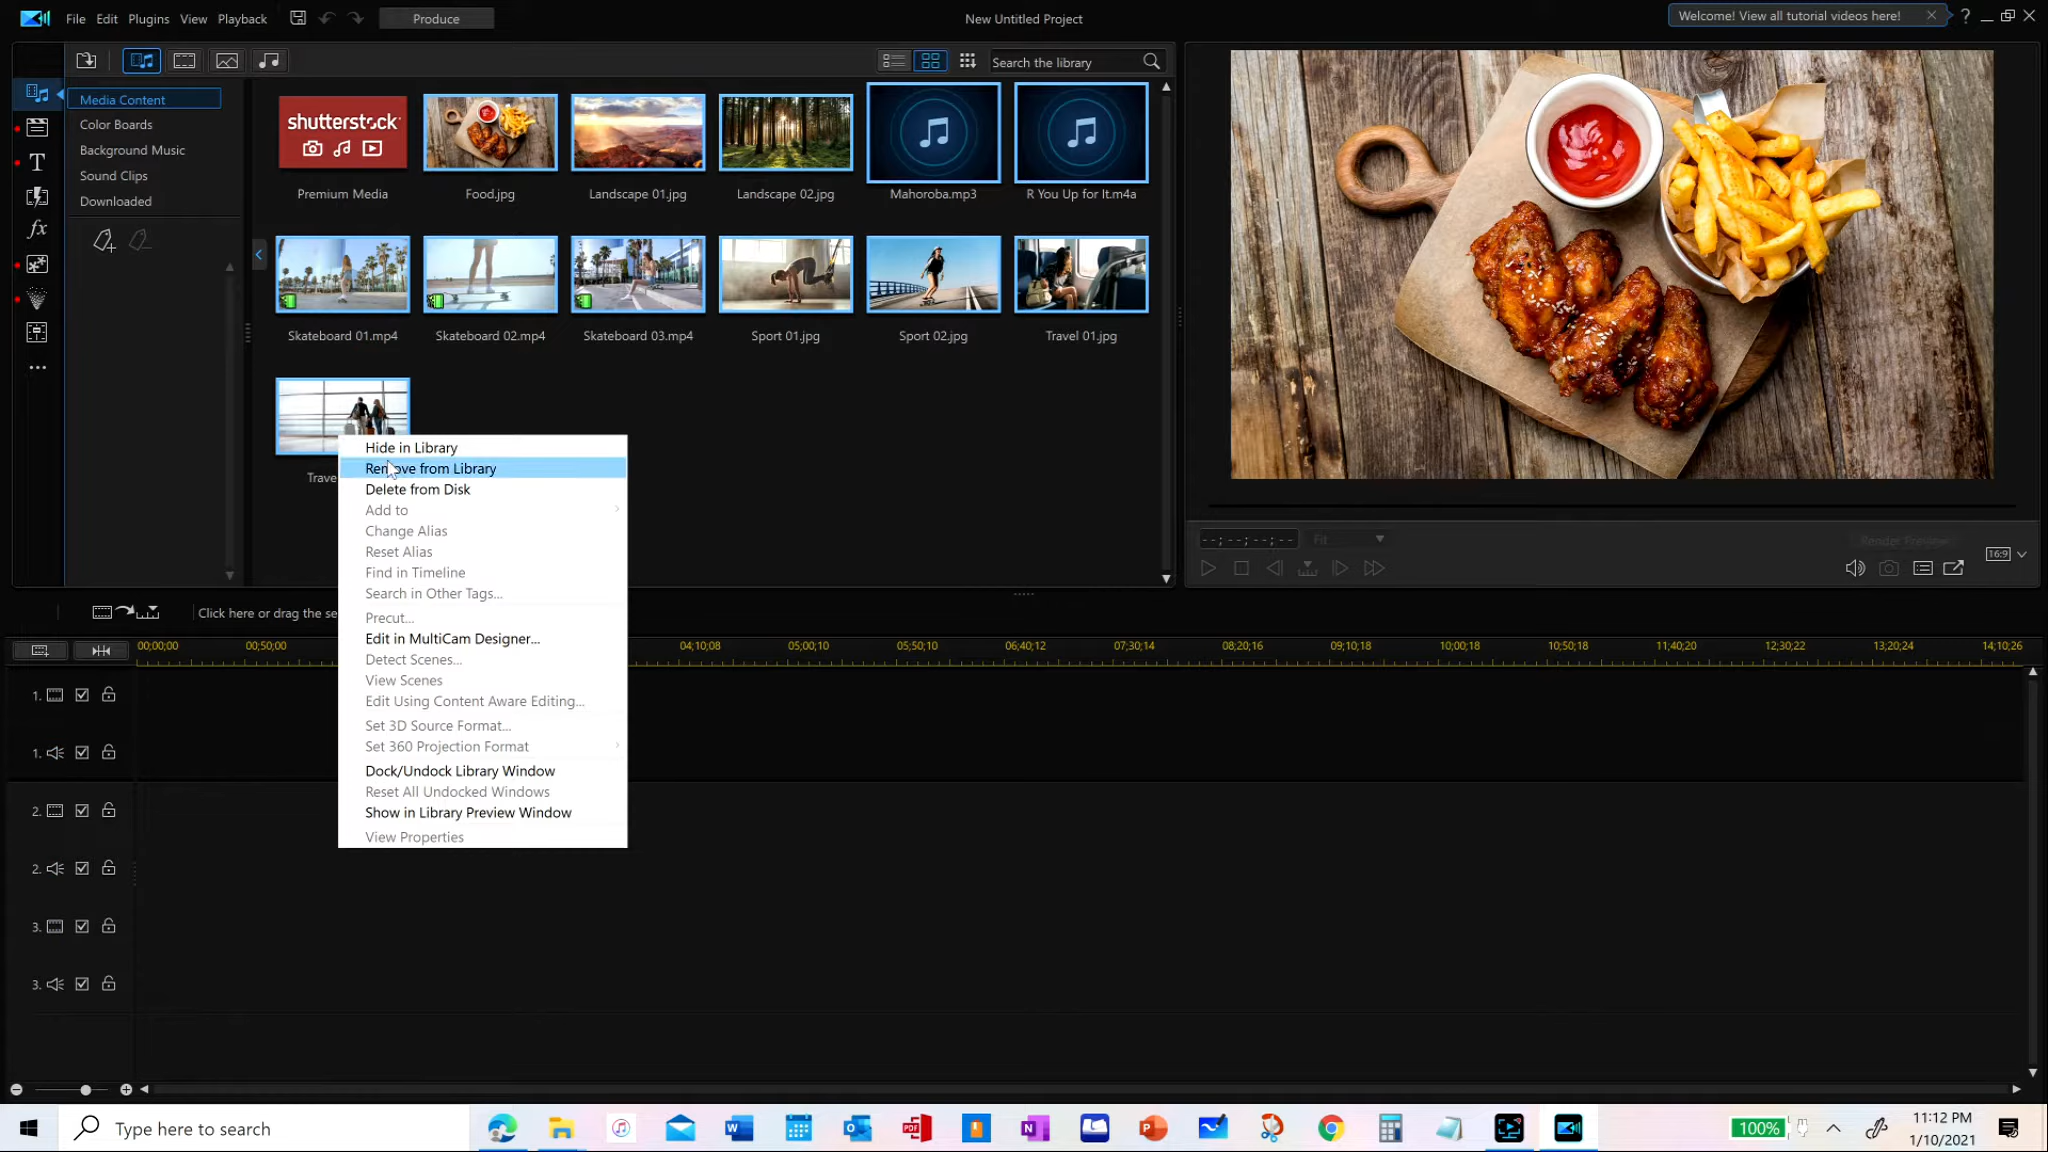 File Edit Plugins View Playback Produce New Untitled Project Welcome! View all tutorial videos here!
Search the library
Media Content
Color Boards
Background Music
Sound Clips
Downloaded
shutterstock
Premium Media Food.jpg Landscape 01.jpg Landscape 02.jpg Mahoroba.mp3 R You Up for It.m4a
Skateboard 01.mp4 Skateboard 02.mp4 Skateboard 03.mp4 Sport 01.jpg Sport 02.jpg Travel 01.jpg
Trave
Hide in Library
Remove from Library
Delete from Disk
Add to
Change Alias
Reset Alias
Find in Timeline
Search in Other Tags...
Precut...
Edit in MultiCam Designer...
Detect Scenes...
View Scenes
Edit Using Content Aware Editing...
Set 3D Source Format...
Set 360 Projection Format
Dock/Undock Library Window
Reset All Undocked Windows
Show in Library Preview Window
View Properties
--;--;--;-- Fit Render Preview
16:9
Click here or drag the se
00;00;00 00;50;00 04;10;08 05;00;10 05;50;10 06;40;12 07;30;14 08;20;16 09;10;18 10;00;18 10;50;18 11;40;20 12;30;22 13;20;24 14;10;26
1.
1.
2.
2.
3.
3.
Type here to search
100%
11:12 PM
1/10/2021